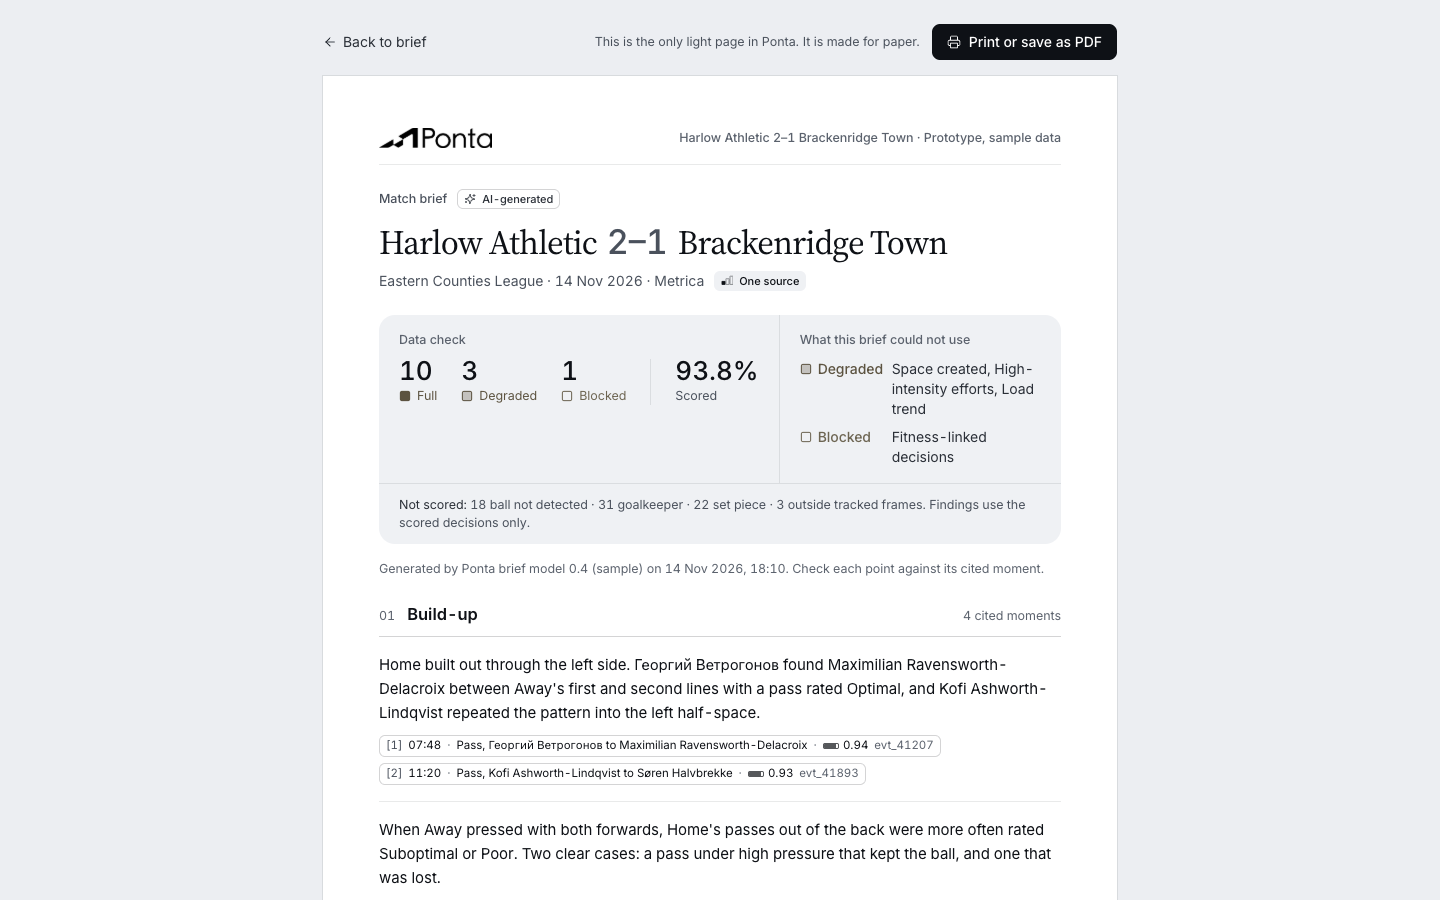 Back to brief
This is the only light page in Ponta. It is made for paper.
Print or save as PDF
Ponta
Harlow Athletic 2–1 Brackenridge Town · Prototype, sample data
Match brief
AI-generated
Harlow Athletic 2–1 Brackenridge Town
Eastern Counties League · 14 Nov 2026 · Metrica
One source
Data check
10
Full
3
Degraded
1
Blocked
93.8%
Scored
What this brief could not use
Degraded
Space created, High-
intensity efforts, Load
trend
Blocked
Fitness-linked
decisions
Not scored: 18 ball not detected · 31 goalkeeper · 22 set piece · 3 outside tracked frames. Findings use the
scored decisions only.
Generated by Ponta brief model 0.4 (sample) on 14 Nov 2026, 18:10. Check each point against its cited moment.
01 Build-up
4 cited moments
Home built out through the left side. Георгий Ветрогонов found Maximilian Ravensworth-
Delacroix between Away's first and second lines with a pass rated Optimal, and Kofi Ashworth-
Lindqvist repeated the pattern into the left half-space.
[1] 07:48 · Pass, Георгий Ветрогонов to Maximilian Ravensworth-Delacroix · 0.94 evt_41207
[2] 11:20 · Pass, Kofi Ashworth-Lindqvist to Søren Halvbrekke · 0.93 evt_41893
When Away pressed with both forwards, Home's passes out of the back were more often rated
Suboptimal or Poor. Two clear cases: a pass under high pressure that kept the ball, and one that
was lost.